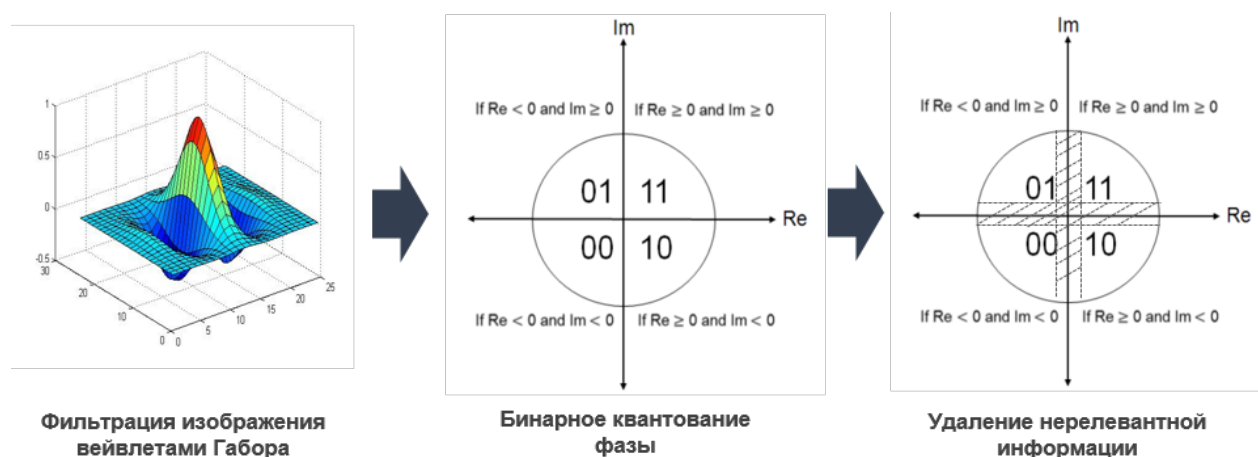 1
0.5
0
-0.5
30
20
10
0
0
5
10
15
20
25
Фильтрация изображения
вейвлетами Габора
Im
If Re < 0 and Im ≥ 0 If Re ≥ 0 and Im ≥ 0
01 11
Re
00 10
If Re < 0 and Im < 0 If Re ≥ 0 and Im < 0
Бинарное квантование
фазы
Im
If Re < 0 and Im ≥ 0 If Re ≥ 0 and Im ≥ 0
01 11
Re
00 10
If Re < 0 and Im < 0 If Re ≥ 0 and Im < 0
Удаление нерелевантной
информации